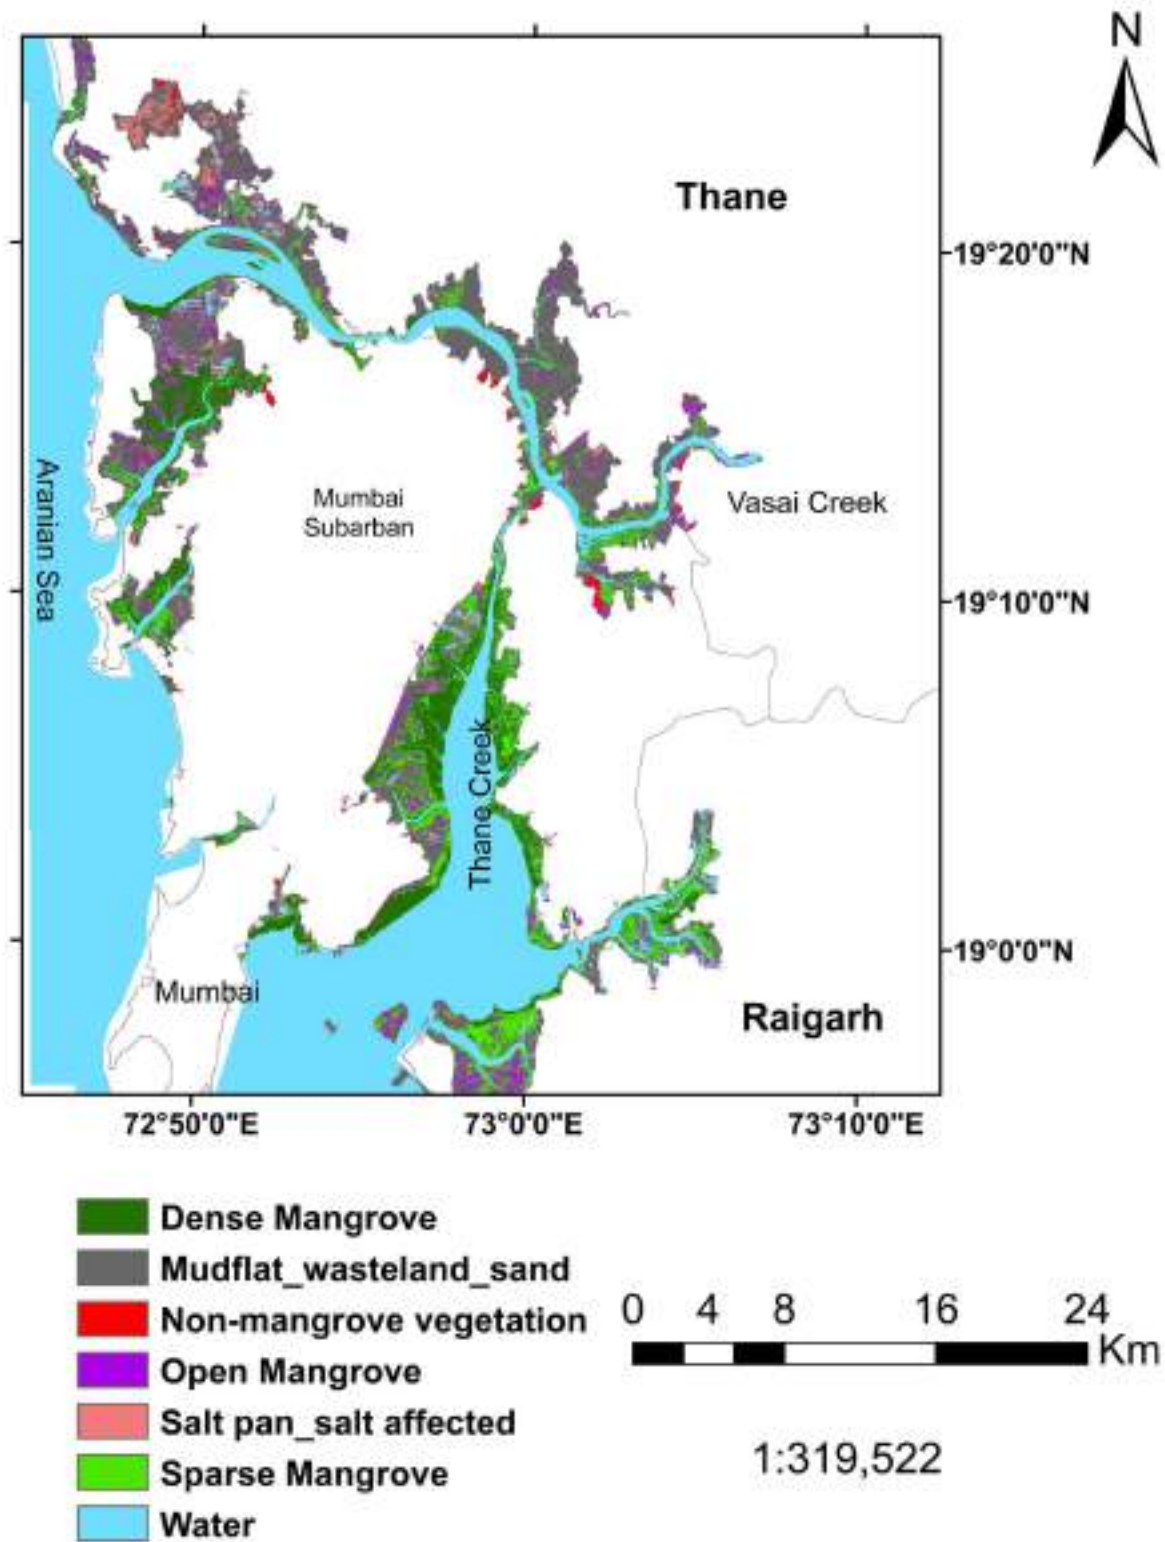 N
Thane
19°20'0"N
Aranian Sea
Mumbai
Subarban
Vasai Creek
19°10'0"N
Thane Creek
19°0'0"N
Mumbai
Raigarh
72°50'0"E
73°0'0"E
73°10'0"E
Dense Mangrove
Mudflat_wasteland_sand
Non-mangrove vegetation
Open Mangrove
Salt pan_salt affected
Sparse Mangrove
Water
0 4 8 16 24
Km
1:319,522